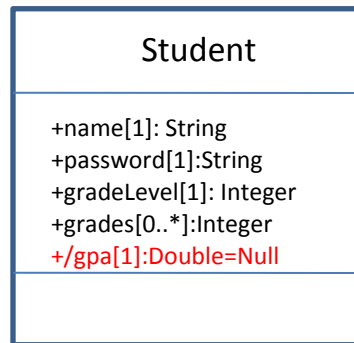 Student
+name[1]: String
+password[1]:String
+gradeLevel[1]: Integer
+grades[0..*]:Integer
+/gpa[1]:Double=Null